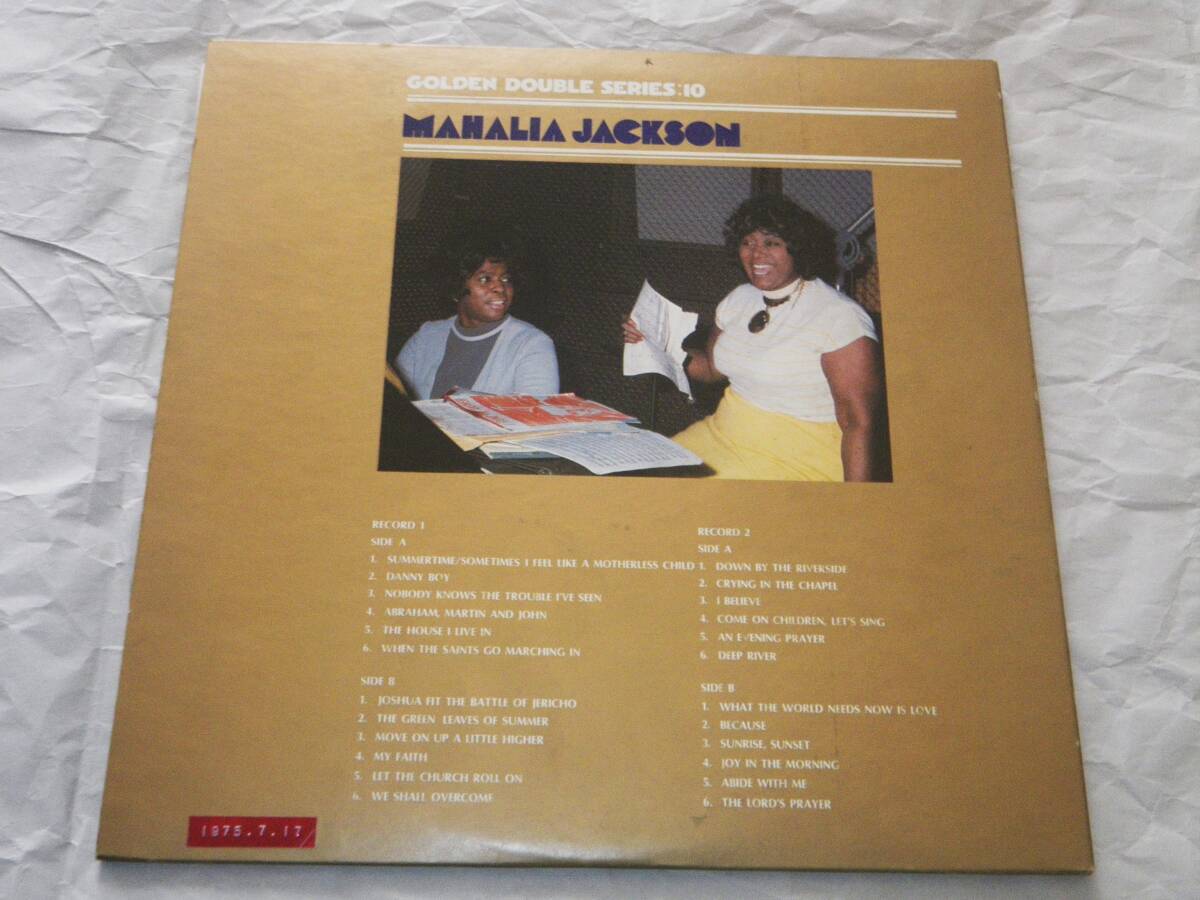 GOLDEN DOUBLE SERIES:10
MAHALIA JACKSON
RECORD 1
SIDE A
1. SUMMERTIME/SOMETIMES I FEEL LIKE A MOTHERLESS CHILD
2. DANNY BOY
3. NOBODY KNOWS THE TROUBLE I'VE SEEN
4. ABRAHAM, MARTIN AND JOHN
5. THE HOUSE I LIVE IN
6. WHEN THE SAINTS GO MARCHING IN
SIDE B
1. JOSHUA FIT THE BATTLE OF JERICHO
2. THE GREEN LEAVES OF SUMMER
3. MOVE ON UP A LITTLE HIGHER
4. MY FAITH
5. LET THE CHURCH ROLL ON
6. WE SHALL OVERCOME
RECORD 2
SIDE A
1. DOWN BY THE RIVERSIDE
2. CRYING IN THE CHAPEL
3. I BELIEVE
4. COME ON CHILDREN, LET'S SING
5. AN EVENING PRAYER
6. DEEP RIVER
SIDE B
1. WHAT THE WORLD NEEDS NOW IS LOVE
2. BECAUSE
3. SUNRISE, SUNSET
4. JOY IN THE MORNING
5. ABIDE WITH ME
6. THE LORD'S PRAYER
1975.7.17